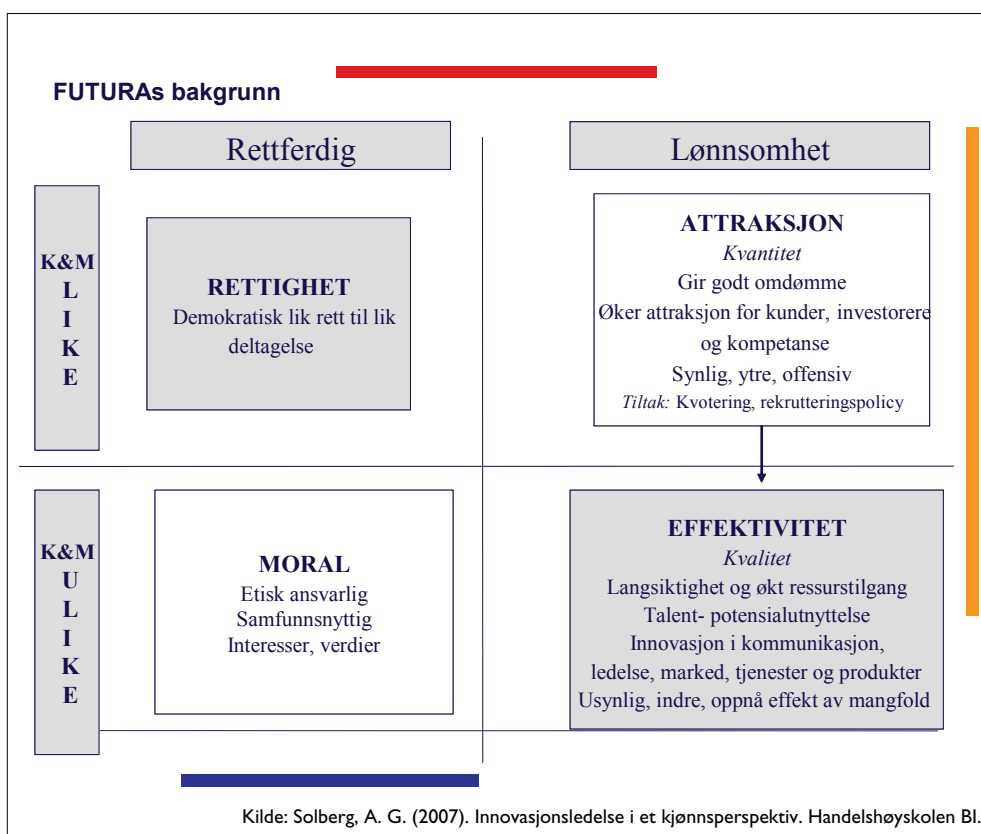 FUTURAs bakgrunn
Rettferdig
Lønnsomhet
K&M
L
I
K
E
RETTIGHET
Demokratisk lik rett til lik
deltagelse
ATTRAKSJON
Kvantitet
Gir godt omdømme
Øker attraksjon for kunder, investorere
og kompetanse
Synlig, ytre, offensiv
Tiltak: Kvotering, rekrutteringspolicy
K&M
U
L
I
K
E
MORAL
Etisk ansvarlig
Samfunnsnyttig
Interesser, verdier
EFFEKTIVITET
Kvalitet
Langsiktighet og økt ressurstilgang
Talent- potensialutnyttelse
Innovasjon i kommunikasjon,
ledelse, marked, tjenester og produkter
Usynlig, indre, oppnå effekt av mangfold
Kilde: Solberg, A. G. (2007). Innovasjonsledelse i et kjønnsperspektiv. Handelshøyskolen BI.